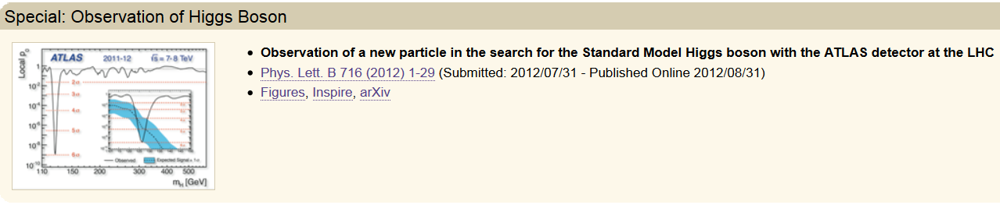 Special: Observation of Higgs Boson
Local p0
ATLAS 2011-12 √s = 7-8 TeV
1
2σ
10-2
3σ
10-4
4σ
10-6
5σ
10-8
6σ
10-10
Observed Expected Signal ± 1σ
110 150 200 300 400 500
mH [GeV]
• Observation of a new particle in the search for the Standard Model Higgs boson with the ATLAS detector at the LHC
• Phys. Lett. B 716 (2012) 1-29 (Submitted: 2012/07/31 - Published Online 2012/08/31)
• Figures, Inspire, arXiv